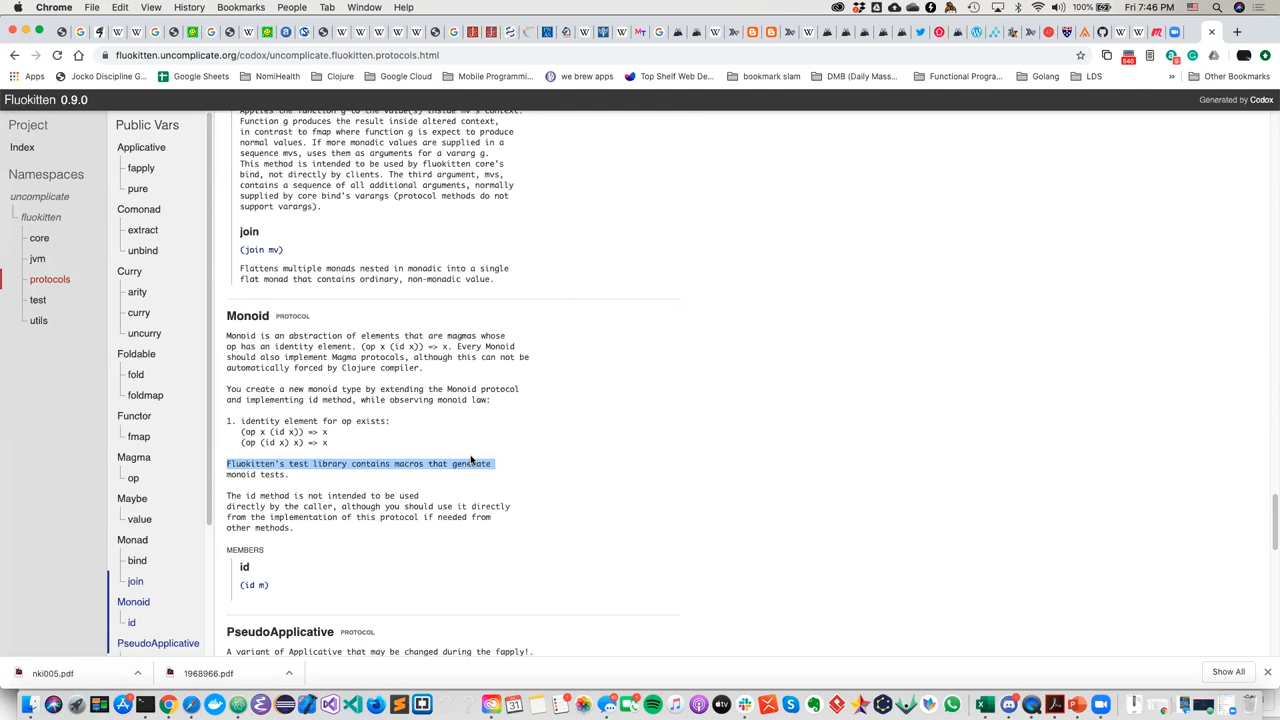 Chrome File Edit View History Bookmarks People Tab Window Help
100% Fri 7:46 PM
fluokitten.uncomplicate.org/codox/uncomplicate.fluokitten.protocols.html
Apps Jocko Discipline G... Google Sheets NomiHealth Clojure Google Cloud Mobile Programmi... we brew apps Top Shelf Web De... bookmark slam DMB (Daily Mass... Functional Progra... Golang LDS » Other Bookmarks
Fluokitten 0.9.0
Generated by Codox
Project
Index
Namespaces
uncomplicate
fluokitten
core
jvm
protocols
test
utils
Public Vars
Applicative
fapply
pure
Comonad
extract
unbind
Curry
arity
curry
uncurry
Foldable
fold
foldmap
Functor
fmap
Magma
op
Maybe
value
Monad
bind
join
Monoid
id
PseudoApplicative
Applies the function g to the value(s) inside mv's context.
Function g produces the result inside altered context,
in contrast to fmap where function g is expect to produce
normal values. If more monadic values are supplied in a
sequence mvs, uses them as arguments for a vararg g.
This method is intended to be used by fluokitten core's
bind, not directly by clients. The third argument, mvs,
contains a sequence of all additional arguments, normally
supplied by core bind's varargs (protocol methods do not
support varargs).
join
(join mv)
Flattens multiple monads nested in monadic into a single
flat monad that contains ordinary, non-monadic value.
Monoid PROTOCOL
Monoid is an abstraction of elements that are magmas whose
op has an identity element. (op x (id x)) => x. Every Monoid
should also implement Magma protocols, although this can not be
automatically forced by Clojure compiler.
You create a new monoid type by extending the Monoid protocol
and implementing id method, while observing monoid law:
1. identity element for op exists:
(op x (id x)) => x
(op (id x) x) => x
Fluokitten's test library contains macros that generate
monoid tests.
The id method is not intended to be used
directly by the caller, although you should use it directly
from the implementation of this protocol if needed from
other methods.
MEMBERS
id
(id m)
PseudoApplicative PROTOCOL
A variant of Applicative that may be changed during the fapply!.
nki005.pdf
1968966.pdf
Show All